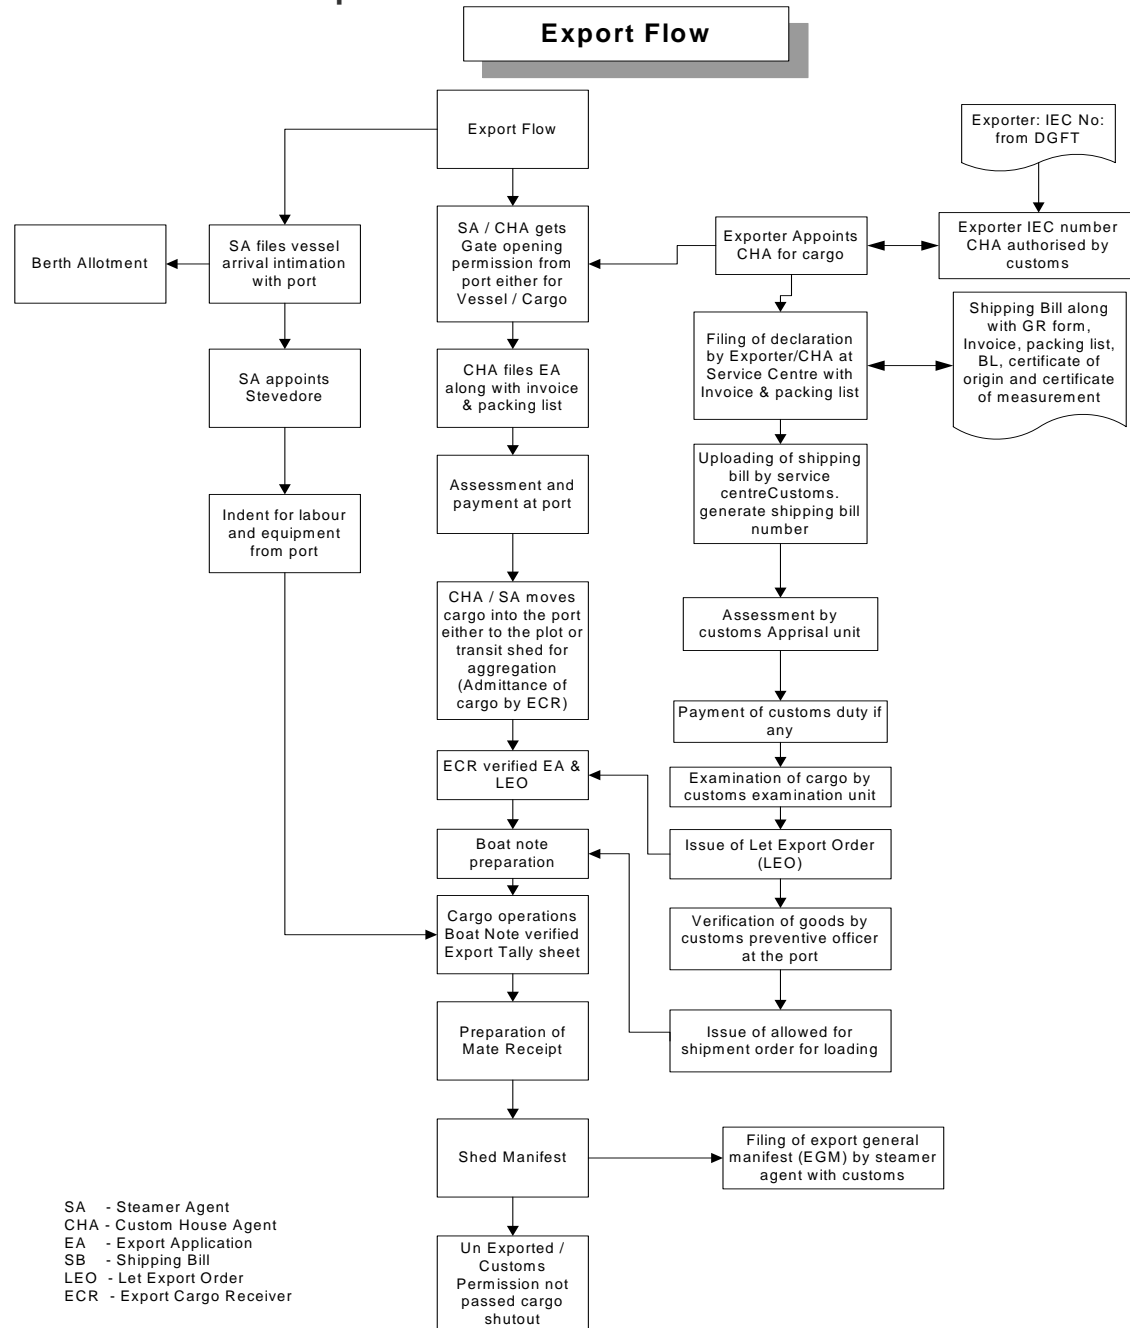 Export Flow
Export Flow
Exporter: IEC No:
from DGFT
Berth Allotment
SA files vessel
arrival intimation
with port
SA / CHA gets
Gate opening
permission from
port either for
Vessel / Cargo
Exporter Appoints
CHA for cargo
Exporter IEC number
CHA authorised by
customs
SA appoints
Stevedore
CHA files EA
along with invoice
& packing list
Filing of declaration
by Exporter/CHA at
Service Centre with
Invoice & packing list
Shipping Bill along
with GR form,
Invoice, packing list,
BL, certificate of
origin and certificate
of measurement
Indent for labour
and equipment
from port
Assessment and
payment at port
Uploading of shipping
bill by service
centreCustoms.
generate shipping bill
number
CHA / SA moves
cargo into the port
either to the plot or
transit shed for
aggregation
(Admittance of
cargo by ECR)
Assessment by
customs Apprisal unit
Payment of customs duty if
any
ECR verified EA &
LEO
Examination of cargo by
customs examination unit
Boat note
preparation
Issue of Let Export Order
(LEO)
Cargo operations
Boat Note verified
Export Tally sheet
Verification of goods by
customs preventive officer
at the port
Preparation of
Mate Receipt
Issue of allowed for
shipment order for loading
Shed Manifest
Filing of export general
manifest (EGM) by steamer
agent with customs
Un Exported /
Customs
Permission not
passed cargo
shutout
SA - Steamer Agent
CHA - Custom House Agent
EA - Export Application
SB - Shipping Bill
LEO - Let Export Order
ECR - Export Cargo Receiver